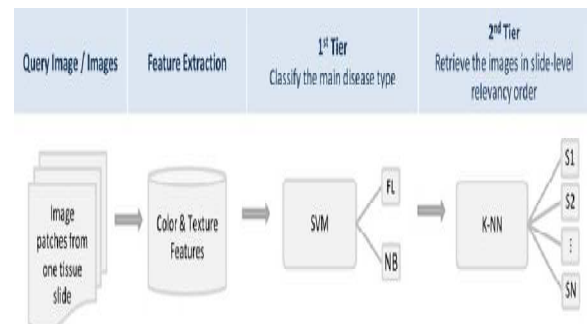 Query Image / Images
Feature Extraction
1st Tier
Classify the main disease type
2nd Tier
Retrieve the images in slide-level
relevancy order
Image
patches from
one tissue
slide
Color & Texture
Features
SVM
FL
NB
K-NN
S1
S2
⋮
SN